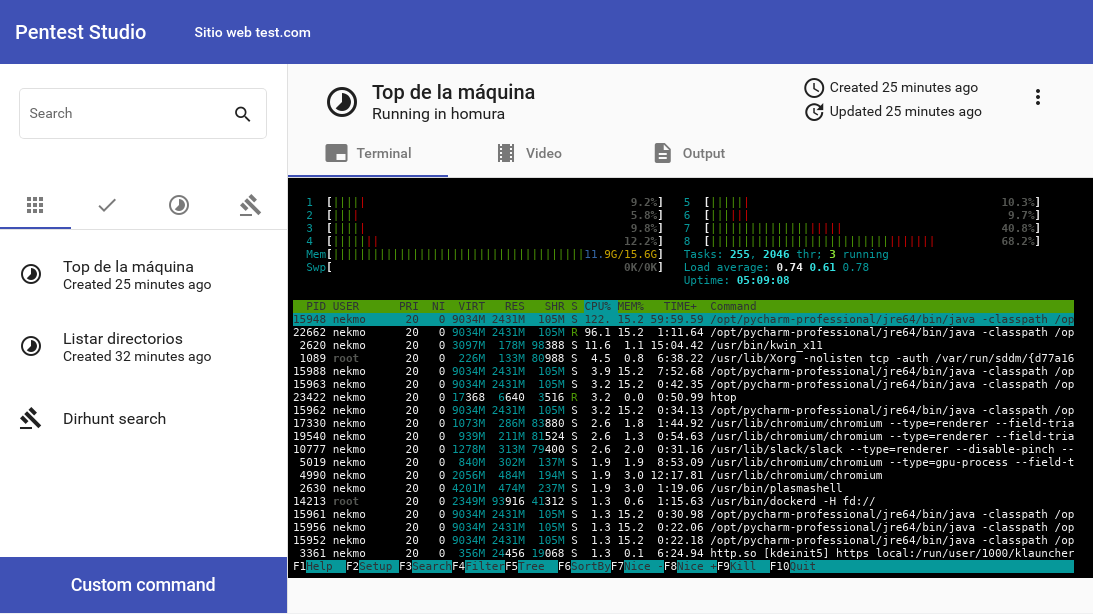 Pentest Studio
Sitio web test.com
Search
Top de la máquina
Created 25 minutes ago
Listar directorios
Created 32 minutes ago
Dirhunt search
Custom command
Top de la máquina
Running in homura
Created 25 minutes ago
Updated 25 minutes ago
Terminal Video Output
1 [||||| 9.2%] 5 [|||||| 10.3%]
2 [|||| 5.8%] 6 [|||||| 9.7%]
3 [||||| 9.8%] 7 [|||||||||||||||||||| 40.8%]
4 [||||||| 12.2%] 8 [|||||||||||||||||||||||||||||||||| 68.2%]
Mem[||||||||||||||||||||||||||||||||||||||11.9G/15.6G] Tasks: 255, 2046 thr; 3 running
Swp[ 0K/0K] Load average: 0.74 0.61 0.78
Uptime: 05:09:08
PID USER PRI NI VIRT RES SHR S CPU% MEM% TIME+ Command
15948 nekmo 20 0 9034M 2431M 105M S 122. 15.2 59:59.59 /opt/pycharm-professional/jre64/bin/java -classpath /op
22662 nekmo 20 0 9034M 2431M 105M R 96.1 15.2 1:11.64 /opt/pycharm-professional/jre64/bin/java -classpath /op
2620 nekmo 20 0 3097M 178M 98388 S 11.6 1.1 15:04.42 /usr/bin/kwin_x11
1089 root 20 0 226M 133M 80988 S 4.5 0.8 6:38.22 /usr/lib/Xorg -nolisten tcp -auth /var/run/sddm/{d77a16
15988 nekmo 20 0 9034M 2431M 105M S 3.9 15.2 7:52.68 /opt/pycharm-professional/jre64/bin/java -classpath /op
15963 nekmo 20 0 9034M 2431M 105M S 3.2 15.2 0:42.35 /opt/pycharm-professional/jre64/bin/java -classpath /op
23422 nekmo 20 0 17368 6640 3516 R 3.2 0.0 0:50.99 htop
15962 nekmo 20 0 9034M 2431M 105M S 3.2 15.2 0:34.13 /opt/pycharm-professional/jre64/bin/java -classpath /op
17330 nekmo 20 0 1073M 286M 83880 S 2.6 1.8 1:44.92 /usr/lib/chromium/chromium --type=renderer --field-tria
19540 nekmo 20 0 939M 211M 81524 S 2.6 1.3 0:54.63 /usr/lib/chromium/chromium --type=renderer --field-tria
10777 nekmo 20 0 1278M 313M 79400 S 2.6 2.0 0:31.16 /usr/lib/slack/slack --type=renderer --disable-pinch --
5019 nekmo 20 0 840M 302M 137M S 1.9 1.9 8:53.09 /usr/lib/chromium/chromium --type=gpu-process --field-t
4990 nekmo 20 0 2056M 484M 194M S 1.9 3.0 12:17.81 /usr/lib/chromium/chromium
2630 nekmo 20 0 4201M 474M 237M S 1.9 3.0 1:19.06 /usr/bin/plasmashell
14213 root 20 0 2349M 93916 41312 S 1.3 0.6 1:15.63 /usr/bin/dockerd -H fd://
15961 nekmo 20 0 9034M 2431M 105M S 1.3 15.2 0:30.98 /opt/pycharm-professional/jre64/bin/java -classpath /op
15956 nekmo 20 0 9034M 2431M 105M S 1.3 15.2 0:22.06 /opt/pycharm-professional/jre64/bin/java -classpath /op
15952 nekmo 20 0 9034M 2431M 105M S 1.3 15.2 0:22.18 /opt/pycharm-professional/jre64/bin/java -classpath /op
3361 nekmo 20 0 356M 24456 19068 S 1.3 0.1 6:24.94 http.so [kdeinit5] https local:/run/user/1000/klauncher
F1Help F2Setup F3SearchF4FilterF5Tree F6SortByF7Nice -F8Nice +F9Kill F10Quit